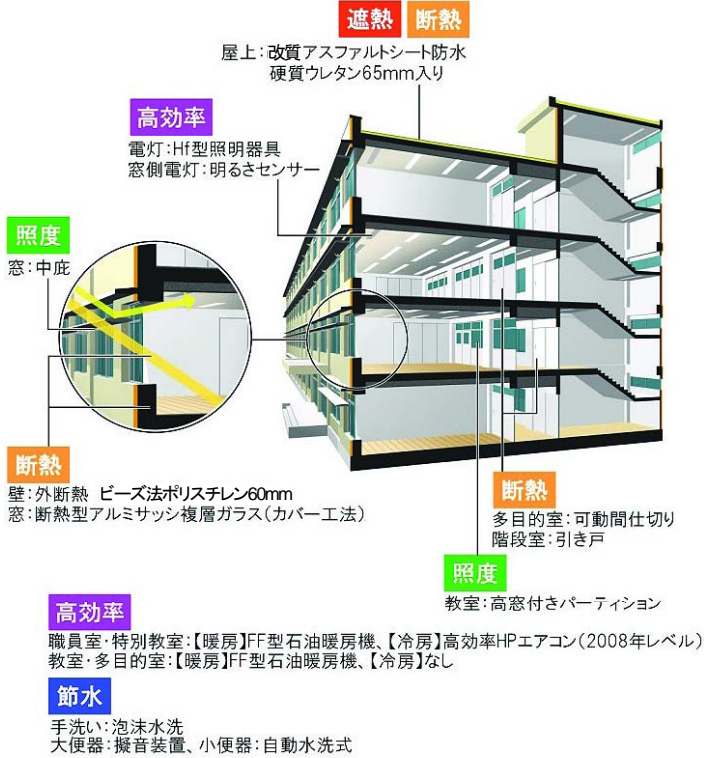 遮熱 断熱
屋上：改質アスファルトシート防水
硬質ウレタン65mm入り
高効率
電灯：Hf型照明器具
窓側電灯：明るさセンサー
照度
窓：中庇
断熱
壁：外断熱 ビーズ法ポリスチレン60mm
窓：断熱型アルミサッシ複層ガラス（カバー工法）
断熱
多目的室：可動間仕切り
階段室：引き戸
照度
教室：高窓付きパーティション
高効率
職員室・特別教室：【暖房】FF型石油暖房機、【冷房】高効率HPエアコン（2008年レベル）
教室・多目的室：【暖房】FF型石油暖房機、【冷房】なし
節水
手洗い：泡沫水洗
大便器：擬音装置、小便器：自動水洗式